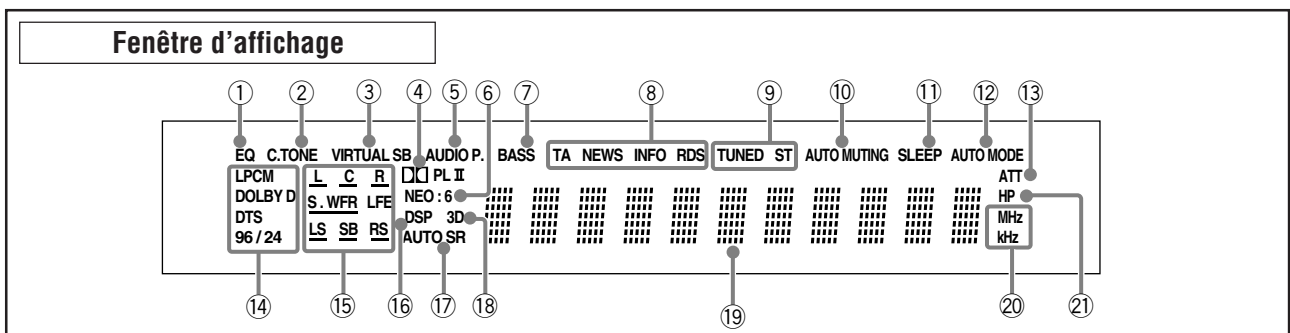 Fenêtre d'affichage
① ② ③ ④ ⑤ ⑥ ⑦ ⑧ ⑨ ⑩ ⑪ ⑫ ⑬
EQ C.TONE VIRTUAL SB AUDIO P. BASS TA NEWS INFO RDS TUNED ST AUTO MUTING SLEEP AUTO MODE
LPCM L C R PL II ATT
DOLBY D S . WFR LFE NEO : 6 HP
DTS LS SB RS DSP 3D MHz
96 / 24 AUTO SR kHz
⑭ ⑮ ⑯ ⑰ ⑱ ⑲ ⑳ ㉑